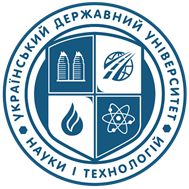 УКРАЇНСЬКИЙ ДЕРЖАВНИЙ УНІВЕРСИТЕТ
НАУКИ І ТЕХНОЛОГІЙ